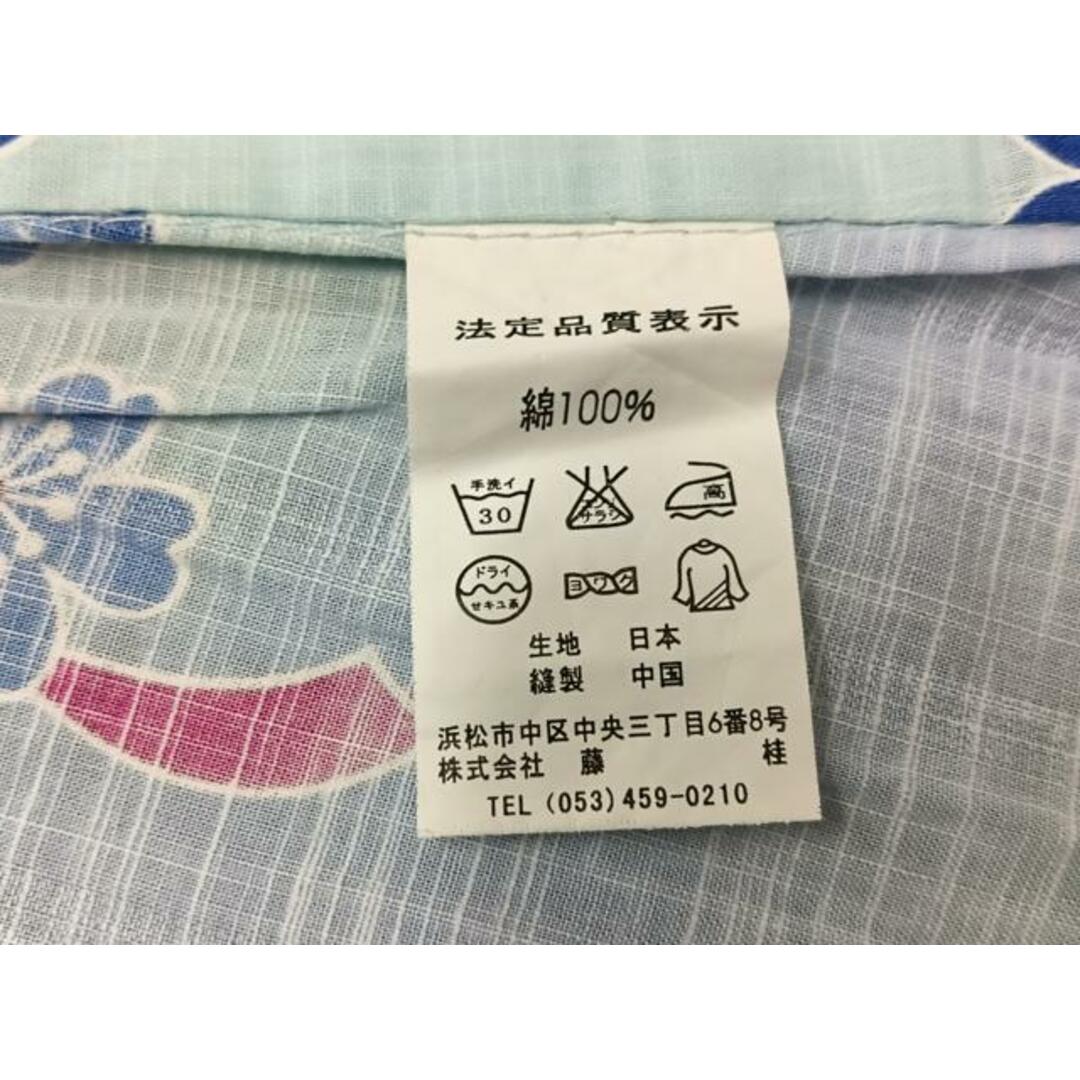 法定品質表示
綿100%
手洗イ
30
エンソ
サラシ
高
ドライ
セキユ系
ヨワク
生地 日本
縫製 中国
浜松市中区中央三丁目6番8号
株式会社 藤 桂
TEL (053) 459-0210